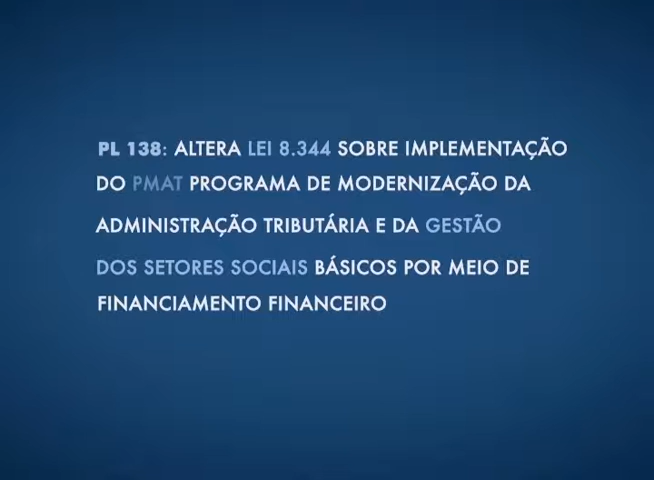 PL 138: ALTERA LEI 8.344 SOBRE IMPLEMENTAÇÃO
DO PMAT PROGRAMA DE MODERNIZAÇÃO DA
ADMINISTRAÇÃO TRIBUTÁRIA E DA GESTÃO
DOS SETORES SOCIAIS BÁSICOS POR MEIO DE
FINANCIAMENTO FINANCEIRO